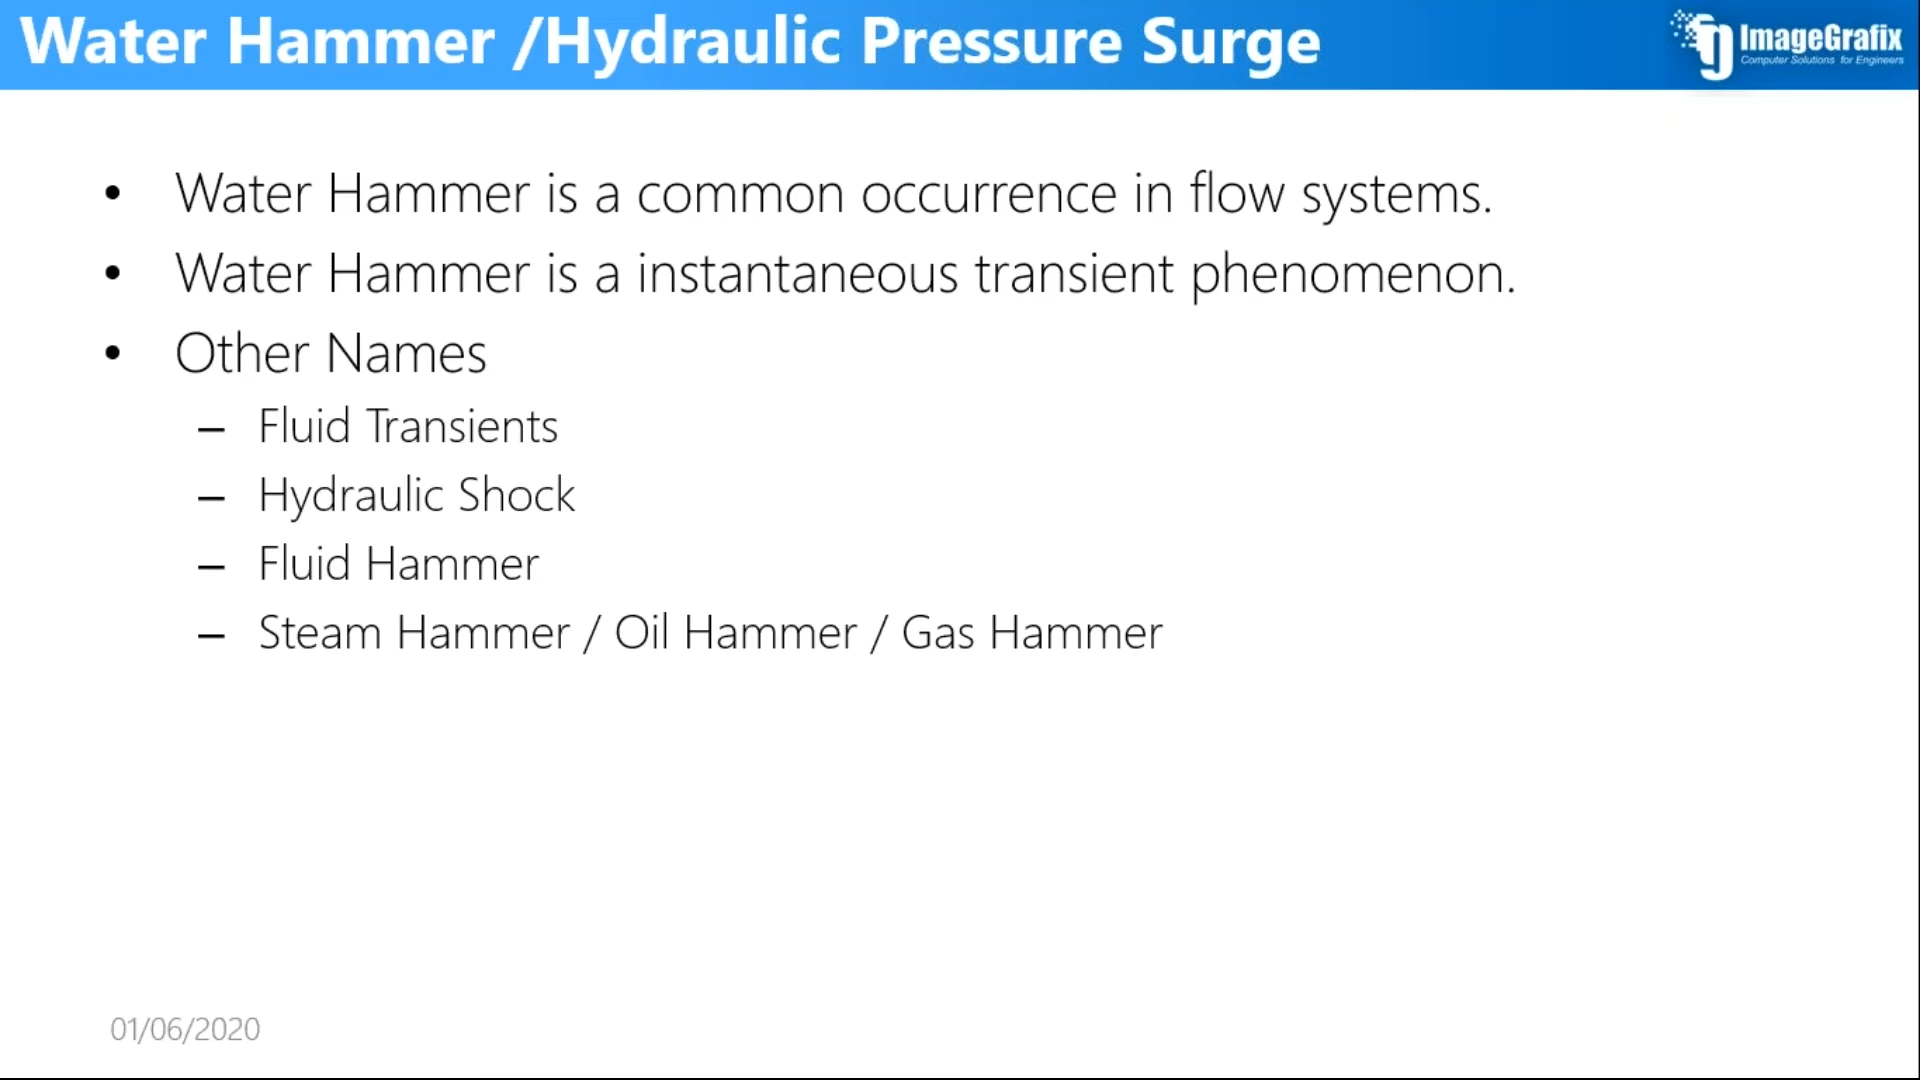 Water Hammer /Hydraulic Pressure Surge
ImageGrafix
Computer Solutions for Engineers
• Water Hammer is a common occurrence in flow systems.
• Water Hammer is a instantaneous transient phenomenon.
• Other Names
– Fluid Transients
– Hydraulic Shock
– Fluid Hammer
– Steam Hammer / Oil Hammer / Gas Hammer
01/06/2020